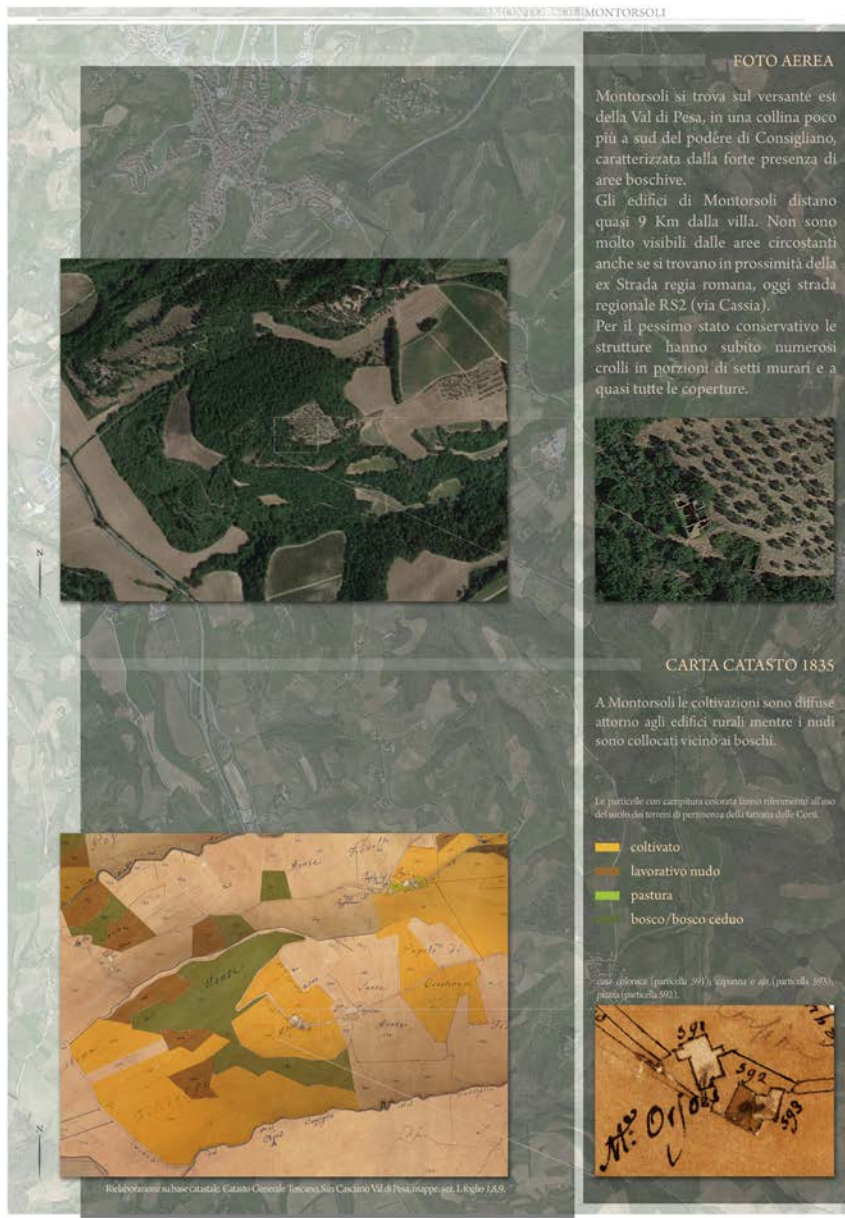 MONTORSOLI MONTORSOLI
FOTO AEREA
Montorsoli si trova sul versante est
della Val di Pesa, in una collina poco
più a sud del podere di Consigliano,
caratterizzata dalla forte presenza di
aree boschive.
Gli edifici di Montorsoli distano
quasi 9 Km dalla villa. Non sono
molto visibili dalle aree circostanti
anche se si trovano in prossimità della
ex Strada regia romana, oggi strada
regionale RS2 (via Cassia).
Per il pessimo stato conservativo le
strutture hanno subito numerosi
crolli in porzioni di setti murari e a
quasi tutte le coperture.
N
CARTA CATASTO 1835
A Montorsoli le coltivazioni sono diffuse
attorno agli edifici rurali mentre i nudi
sono collocati vicino ai boschi.
Le particelle con campitura colorata fanno riferimento all'uso
del suolo dei terreni di pertinenza della fattoria delle Corti.
coltivato
lavorativo nudo
pastura
bosco/bosco ceduo
casa colonica (particella 591); capanna e aia (particella 593);
piazza (particella 592).
591
592
593
M.e Orsoli
N
Rielaborazione su base catastale. Catasto Generale Toscano, San Casciano Val di Pesa, mappe, sez. I, foglio 1,8,9.